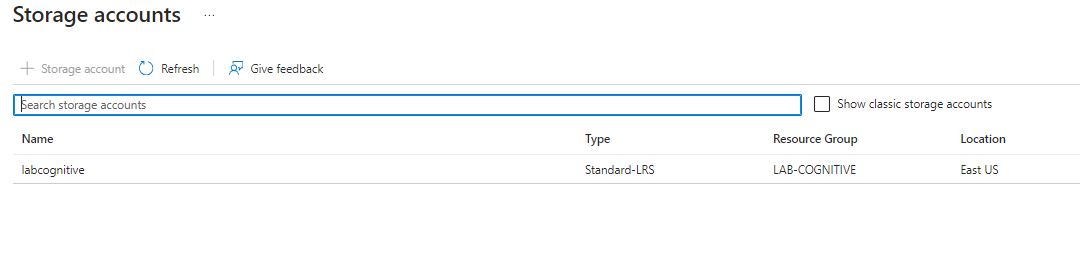 Storage accounts ...
+ Storage account Refresh Give feedback
Search storage accounts Show classic storage accounts
Name Type Resource Group Location
labcognitive Standard-LRS LAB-COGNITIVE East US